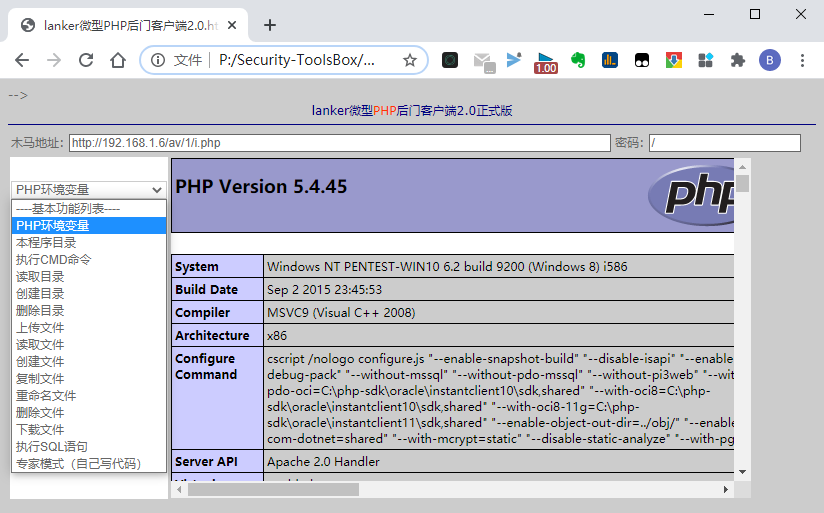 lanker微型PHP后门客户端2.0.ht
文件 P:/Security-ToolsBox/...
1.00
B
-->
lanker微型PHP后门客户端2.0正式版
木马地址: http://192.168.1.6/av/1/i.php 密码: /
PHP环境变量
----基本功能列表----
PHP环境变量
本程序目录
执行CMD命令
读取目录
创建目录
删除目录
上传文件
读取文件
创建文件
复制文件
重命名文件
删除文件
下载文件
执行SQL语句
专家模式（自己写代码）
PHP Version 5.4.45
php
System Windows NT PENTEST-WIN10 6.2 build 9200 (Windows 8) i586
Build Date Sep 2 2015 23:45:53
Compiler MSVC9 (Visual C++ 2008)
Architecture x86
Configure Command
cscript /nologo configure.js "--enable-snapshot-build" "--disable-isapi" "--enable
debug-pack" "--without-mssql" "--without-pdo-mssql" "--without-pi3web" "--wit
pdo-oci=C:\php-sdk\oracle\instantclient10\sdk,shared" "--with-oci8=C:\php-
sdk\oracle\instantclient10\sdk,shared" "--with-oci8-11g=C:\php-
sdk\oracle\instantclient11\sdk,shared" "--enable-object-out-dir=../obj/" "--enable
com-dotnet=shared" "--with-mcrypt=static" "--disable-static-analyze" "--with-pg
Server API Apache 2.0 Handler